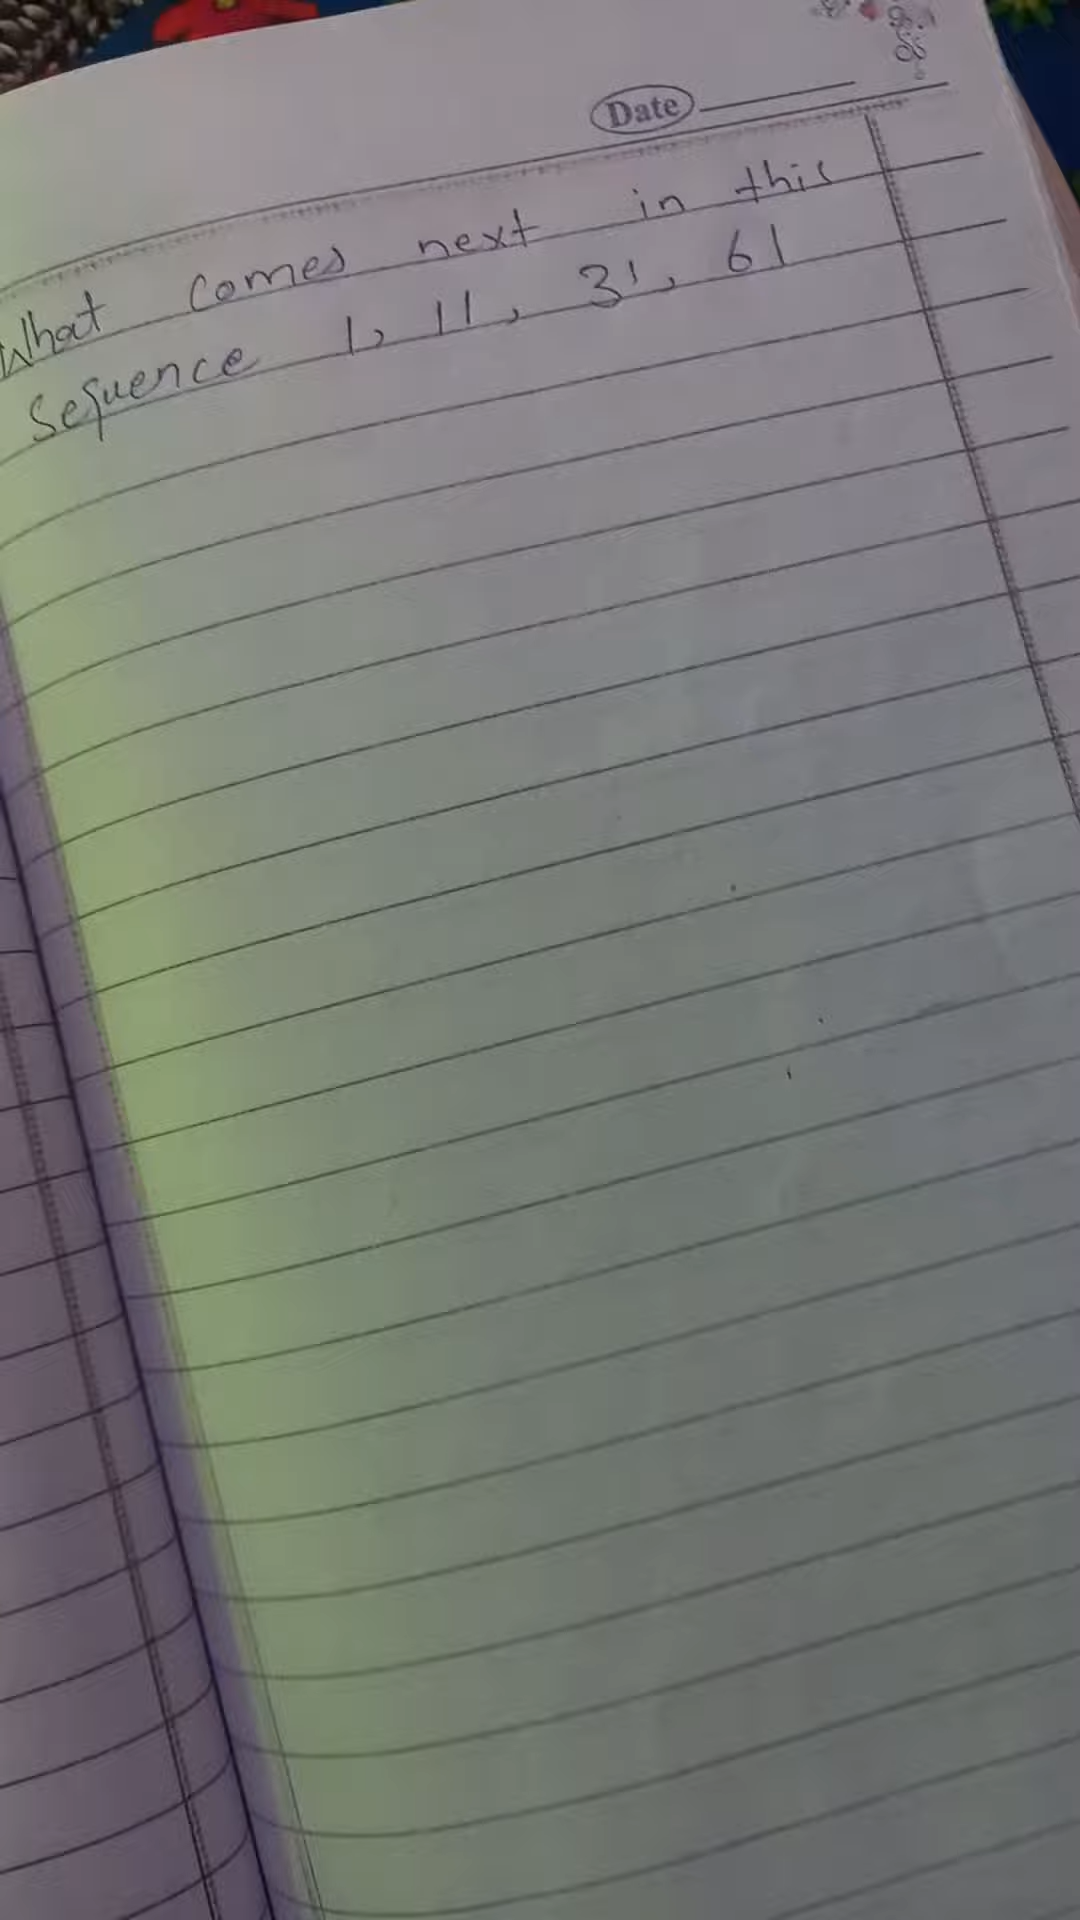 Date
What comes next in this
Sequence 1, 11, 31, 61